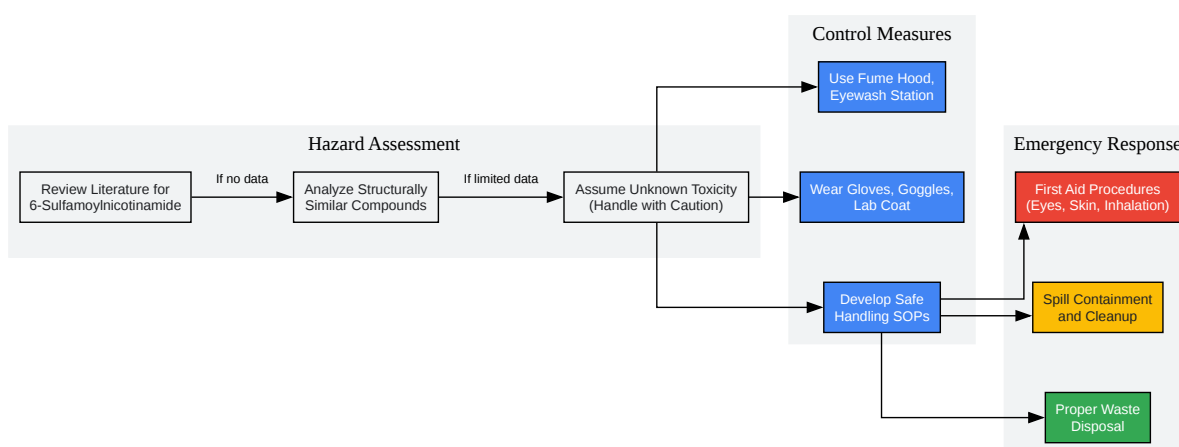 Control Measures
Use Fume Hood,
Eyewash Station
Hazard Assessment
Emergency Response
Review Literature for
6-Sulfamoylnicotinamide
If no data
Analyze Structurally
Similar Compounds
If limited data
Assume Unknown Toxicity
(Handle with Caution)
Wear Gloves, Goggles,
Lab Coat
First Aid Procedures
(Eyes, Skin, Inhalation)
Develop Safe
Handling SOPs
Spill Containment
and Cleanup
Proper Waste
Disposal